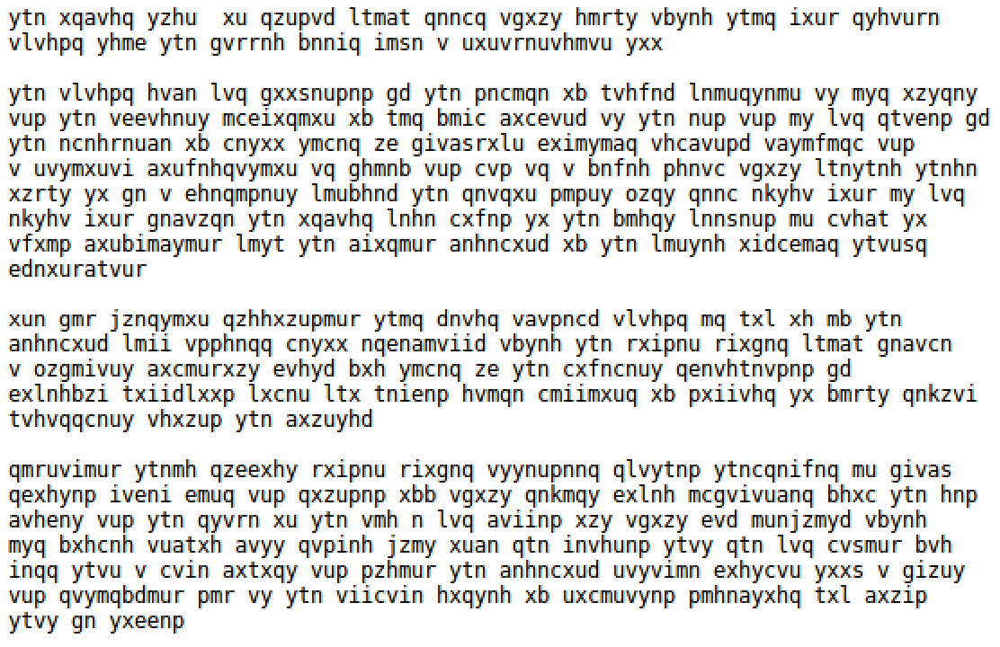 ytn xqavhq yzhu  xu qzupvd ltmat qnncq vgxzy hmrty vbynh ytmq ixur qyhvurn
vlvhpq yhme ytn gvrrnh bnniq imsn v uxuvrnuvhmvu yxx

ytn vlvhpq hvan lvq gxxsnupnp gd ytn pncmqn xb tvhfnd lnmuqynmu vy myq xzyqny
vup ytn veevhnuy mceixqmxu xb tmq bmic axcevud vy ytn nup vup my lvq qtvenp gd
ytn ncnhrnuan xb cnyxx ymcnq ze givasrxlu eximymaq vhcavupd vaymfmqc vup
v uvymxuvi axufnhqvymxu vq ghmnb vup cvp vq v bnfnh phnvc vgxzy ltnytnh ytnhn
xzrty yx gn v ehnqmpnuy lmubhnd ytn qnvqxu pmpuy ozqy qnnc nkyhv ixur my lvq
nkyhv ixur gnavzqn ytn xqavhq lnhn cxfnp yx ytn bmhqy lnnsnup mu cvhat yx
vfxmp axubimaymur lmyt ytn aixqmur anhncxud xb ytn lmuynh xidcemaq ytvusq
ednxuratvur

xun gmr jznqymxu qzhhxzupmur ytmq dnvhq vavpncd vlvhpq mq txl xh mb ytn
anhncxud lmii vpphnqq cnyxx nqenamviid vbynh ytn rxipnu rixgnq ltmat gnavcn
v ozgmivuy axcmurxzy evhyd bxh ymcnq ze ytn cxfncnuy qenvhtnvpnp gd
exlnhbzi txiidlxxp lxcnu ltx tnienp hvmqn cmiimxuq xb pxiivhq yx bmrty qnkzvi
tvhvqqcnuy vhxzup ytn axzuyhd

qmruvimur ytnmh qzeexhy rxipnu rixgnq vyynupnnq qlvytnp ytncqnifnq mu givas
qexhynp iveni emuq vup qxzupnp xbb vgxzy qnkmqy exlnh mcgvivuanq bhxc ytn hnp
avheny vup ytn qyvrn xu ytn vmh n lvq aviinp xzy vgxzy evd munjzmyd vbynh
myq bxhcnh vuatxh avyy qvpinh jzmy xuan qtn invhunp ytvy qtn lvq cvsmur bvh
inqq ytvu v cvin axtxqy vup pzhmur ytn anhncxud uvyvimn exhycvu yxxs v gizuy
vup qvymqbdmur pmr vy ytn viicvin hxqynh xb uxcmuvynp pmhnayxhq txl axzip
ytvy gn yxeenp